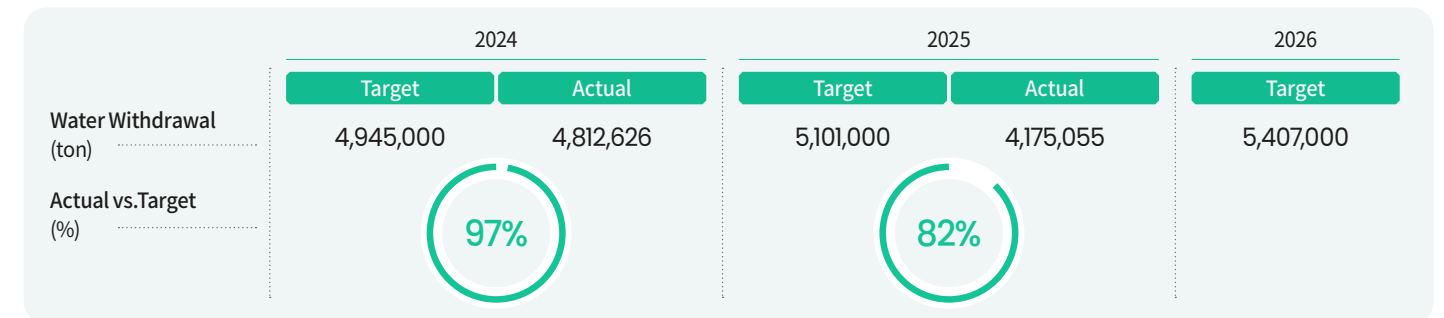 2024 2025 2026
Target Actual Target Actual Target
Water Withdrawal
(ton)
4,945,000 4,812,626 5,101,000 4,175,055 5,407,000
Actual vs.Target
(%)
97% 82%